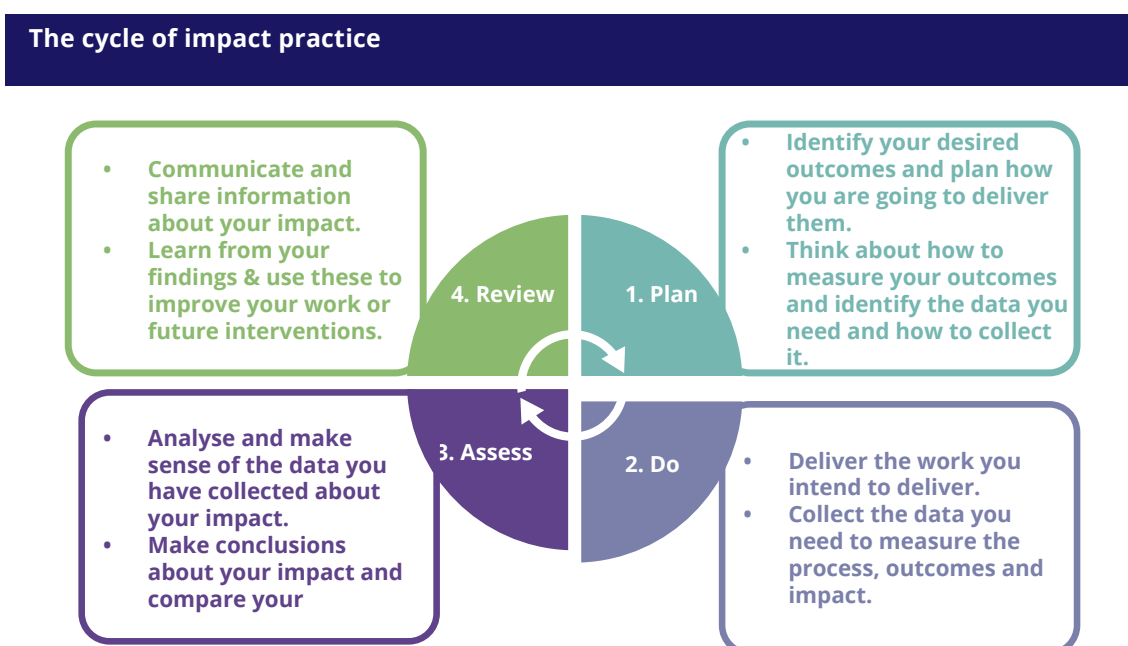 The cycle of impact practice
• Communicate and
share information
about your impact.
• Learn from your
findings & use these to
improve your work or
future interventions.
4. Review
1. Plan
• Identify your desired
outcomes and plan how
you are going to deliver
them.
• Think about how to
measure your outcomes
and identify the data you
need and how to collect
it.
• Analyse and make
sense of the data you
have collected about
your impact.
• Make conclusions
about your impact and
compare your
3. Assess
2. Do
• Deliver the work you
intend to deliver.
• Collect the data you
need to measure the
process, outcomes and
impact.